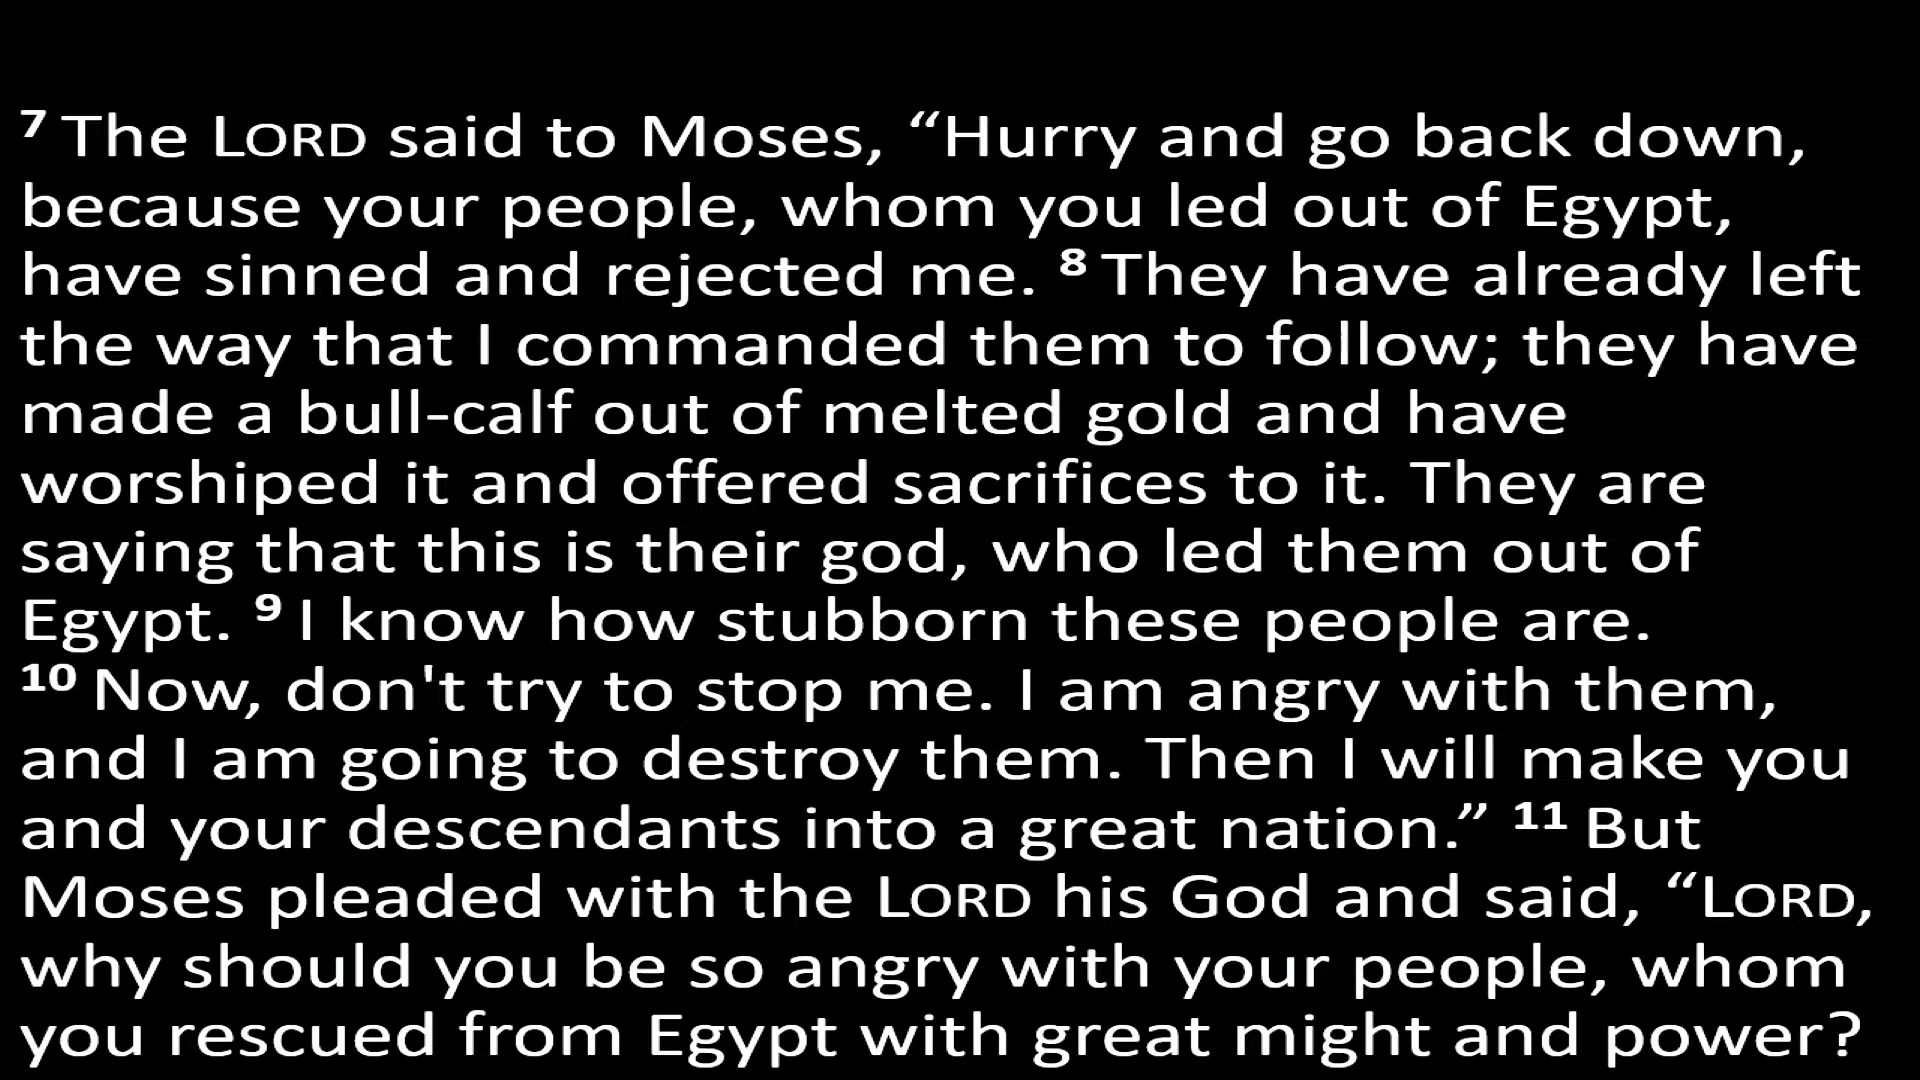 7 The LORD said to Moses, “Hurry and go back down,
because your people, whom you led out of Egypt,
have sinned and rejected me. 8 They have already left
the way that I commanded them to follow; they have
made a bull-calf out of melted gold and have
worshiped it and offered sacrifices to it. They are
saying that this is their god, who led them out of
Egypt. 9 I know how stubborn these people are.
10 Now, don't try to stop me. I am angry with them,
and I am going to destroy them. Then I will make you
and your descendants into a great nation.” 11 But
Moses pleaded with the LORD his God and said, “LORD,
why should you be so angry with your people, whom
you rescued from Egypt with great might and power?